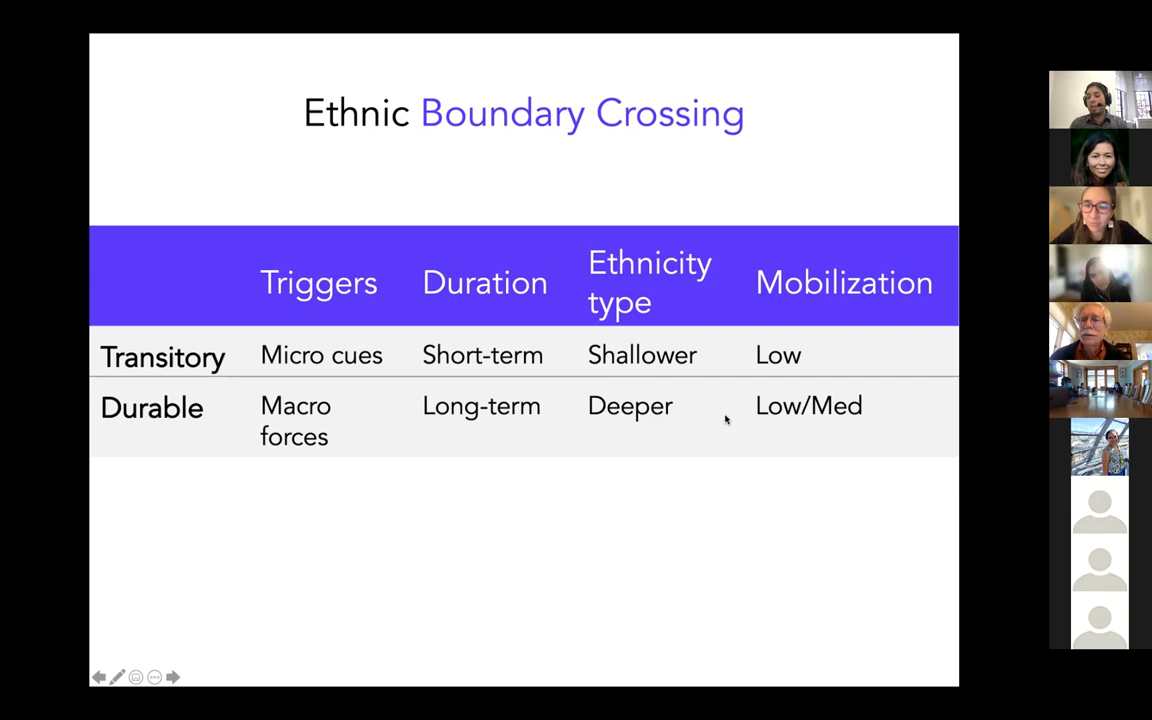 Ethnic Boundary Crossing
Triggers Duration Ethnicity type Mobilization
Transitory Micro cues Short-term Shallower Low
Durable Macro forces Long-term Deeper Low/Med